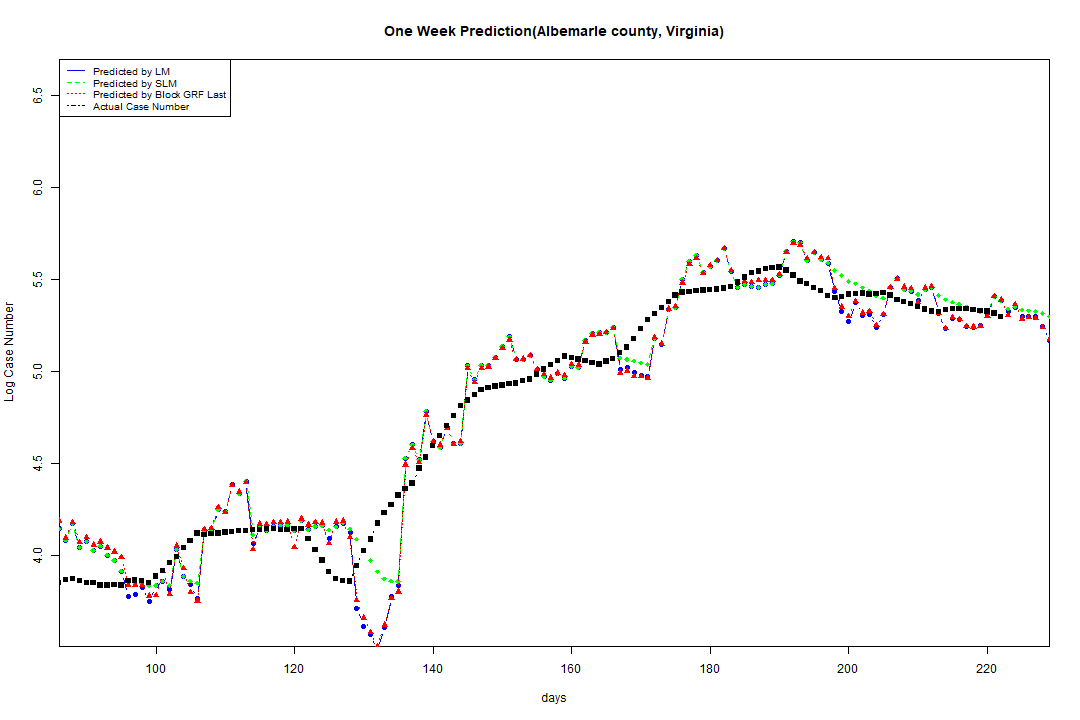 One Week Prediction(Albemarle county, Virginia)
Predicted by LM
Predicted by SLM
Predicted by Block GRF Last
Actual Case Number
6.5
6.0
5.5
5.0
4.5
4.0
Log Case Number
100 120 140 160 180 200 220
days